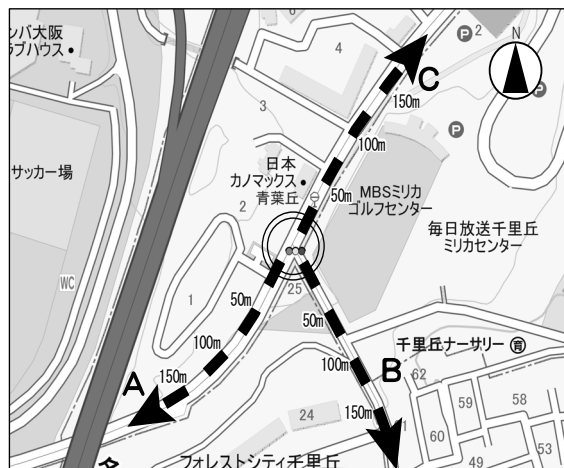 ンバ大阪
ラブハウス
6
4
P
2
N
C
150m
P
3
100m
サッカー場
日本
カノマックス
青葉丘
50m
MBSミリカ
ゴルフセンター
P
2
毎日放送千里丘
ミリカセンター
WC
1
25
50m
50m
100m
千里丘ナーサリー 育
A
150m
100m
B
62
59
58
24
150m
1
60
53
49
フォレストシティ千里丘